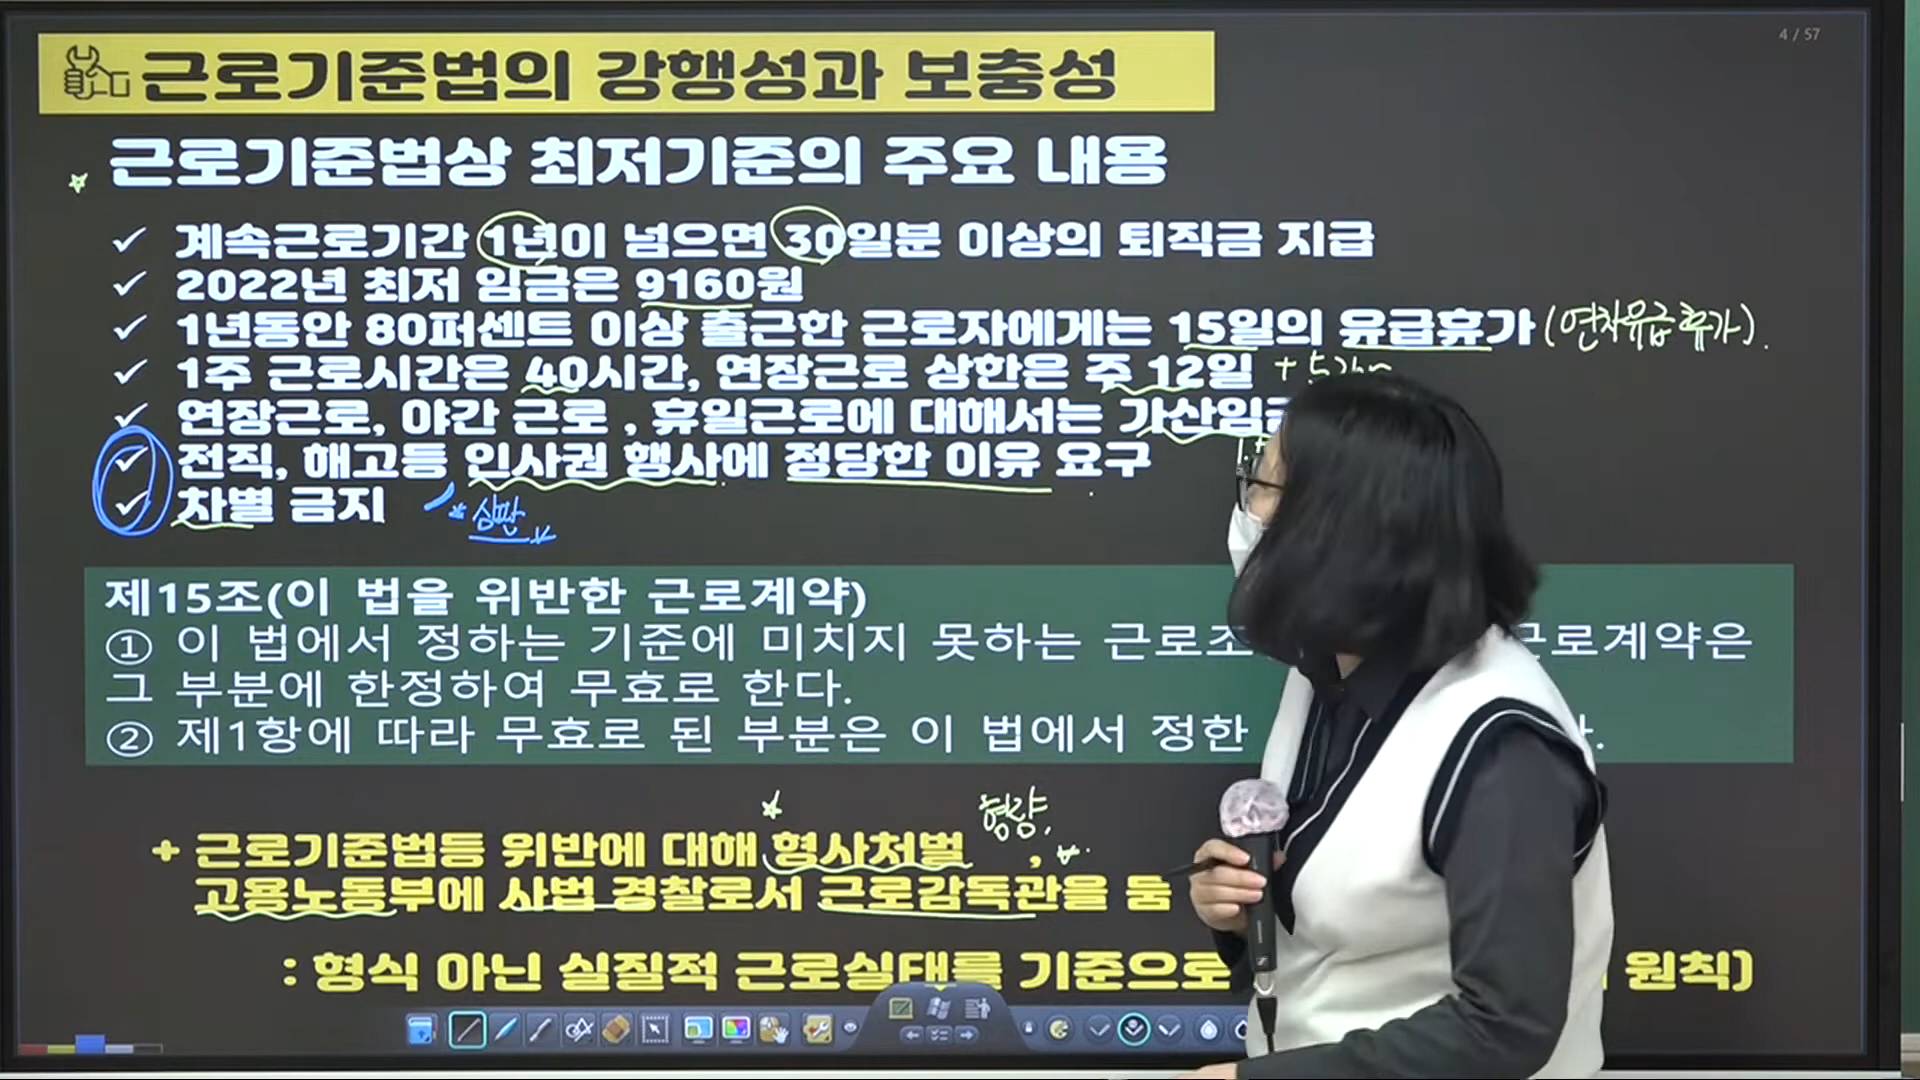 4 / 57
근로기준법의 강행성과 보충성
근로기준법상 최저기준의 주요 내용
✓ 계속근로기간 1년이 넘으면 30일분 이상의 퇴직금 지급
✓ 2022년 최저 임금은 9160원
✓ 1년동안 80퍼센트 이상 출근한 근로자에게는 15일의 유급휴가 (연차유급휴가).
✓ 1주 근로시간은 40시간, 연장근로 상한은 주 12일 +
✓ 연장근로, 야간 근로 , 휴일근로에 대해서는 가산임금
✓ 전직, 해고등 인사권 행사에 정당한 이유 요구
✓ 차별 금지
제15조(이 법을 위반한 근로계약)
① 이 법에서 정하는 기준에 미치지 못하는 근로조 근로계약은
그 부분에 한정하여 무효로 한다.
② 제1항에 따라 무효로 된 부분은 이 법에서 정한
형량,
+ 근로기준법등 위반에 대해 형사처벌 ,
고용노동부에 사법 경찰로서 근로감독관을 둠
: 형식 아닌 실질적 근로실태를 기준으로 원칙)